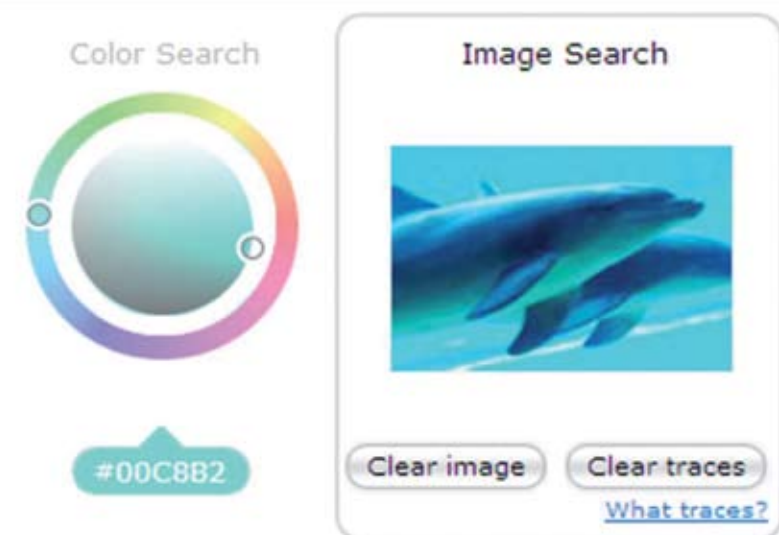 Color Search
Image Search
#00C8B2
Clear image
Clear traces
What traces?